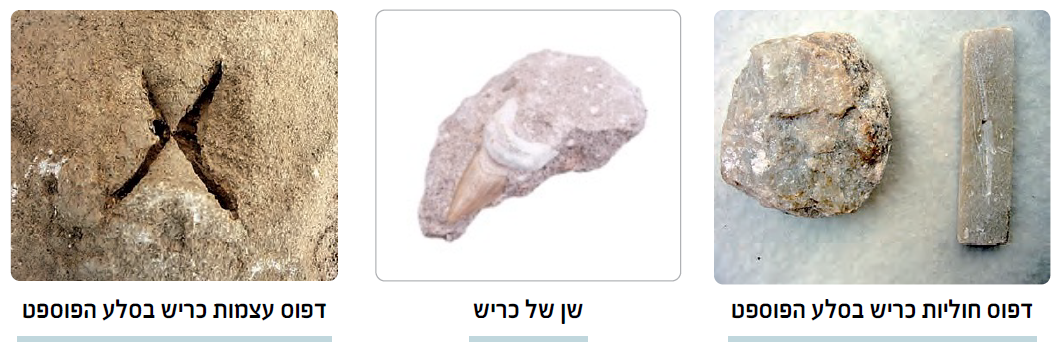 דפוס חוליות כריש בסלע הפוספט
שן של כריש
דפוס עצמות כריש בסלע הפוספט